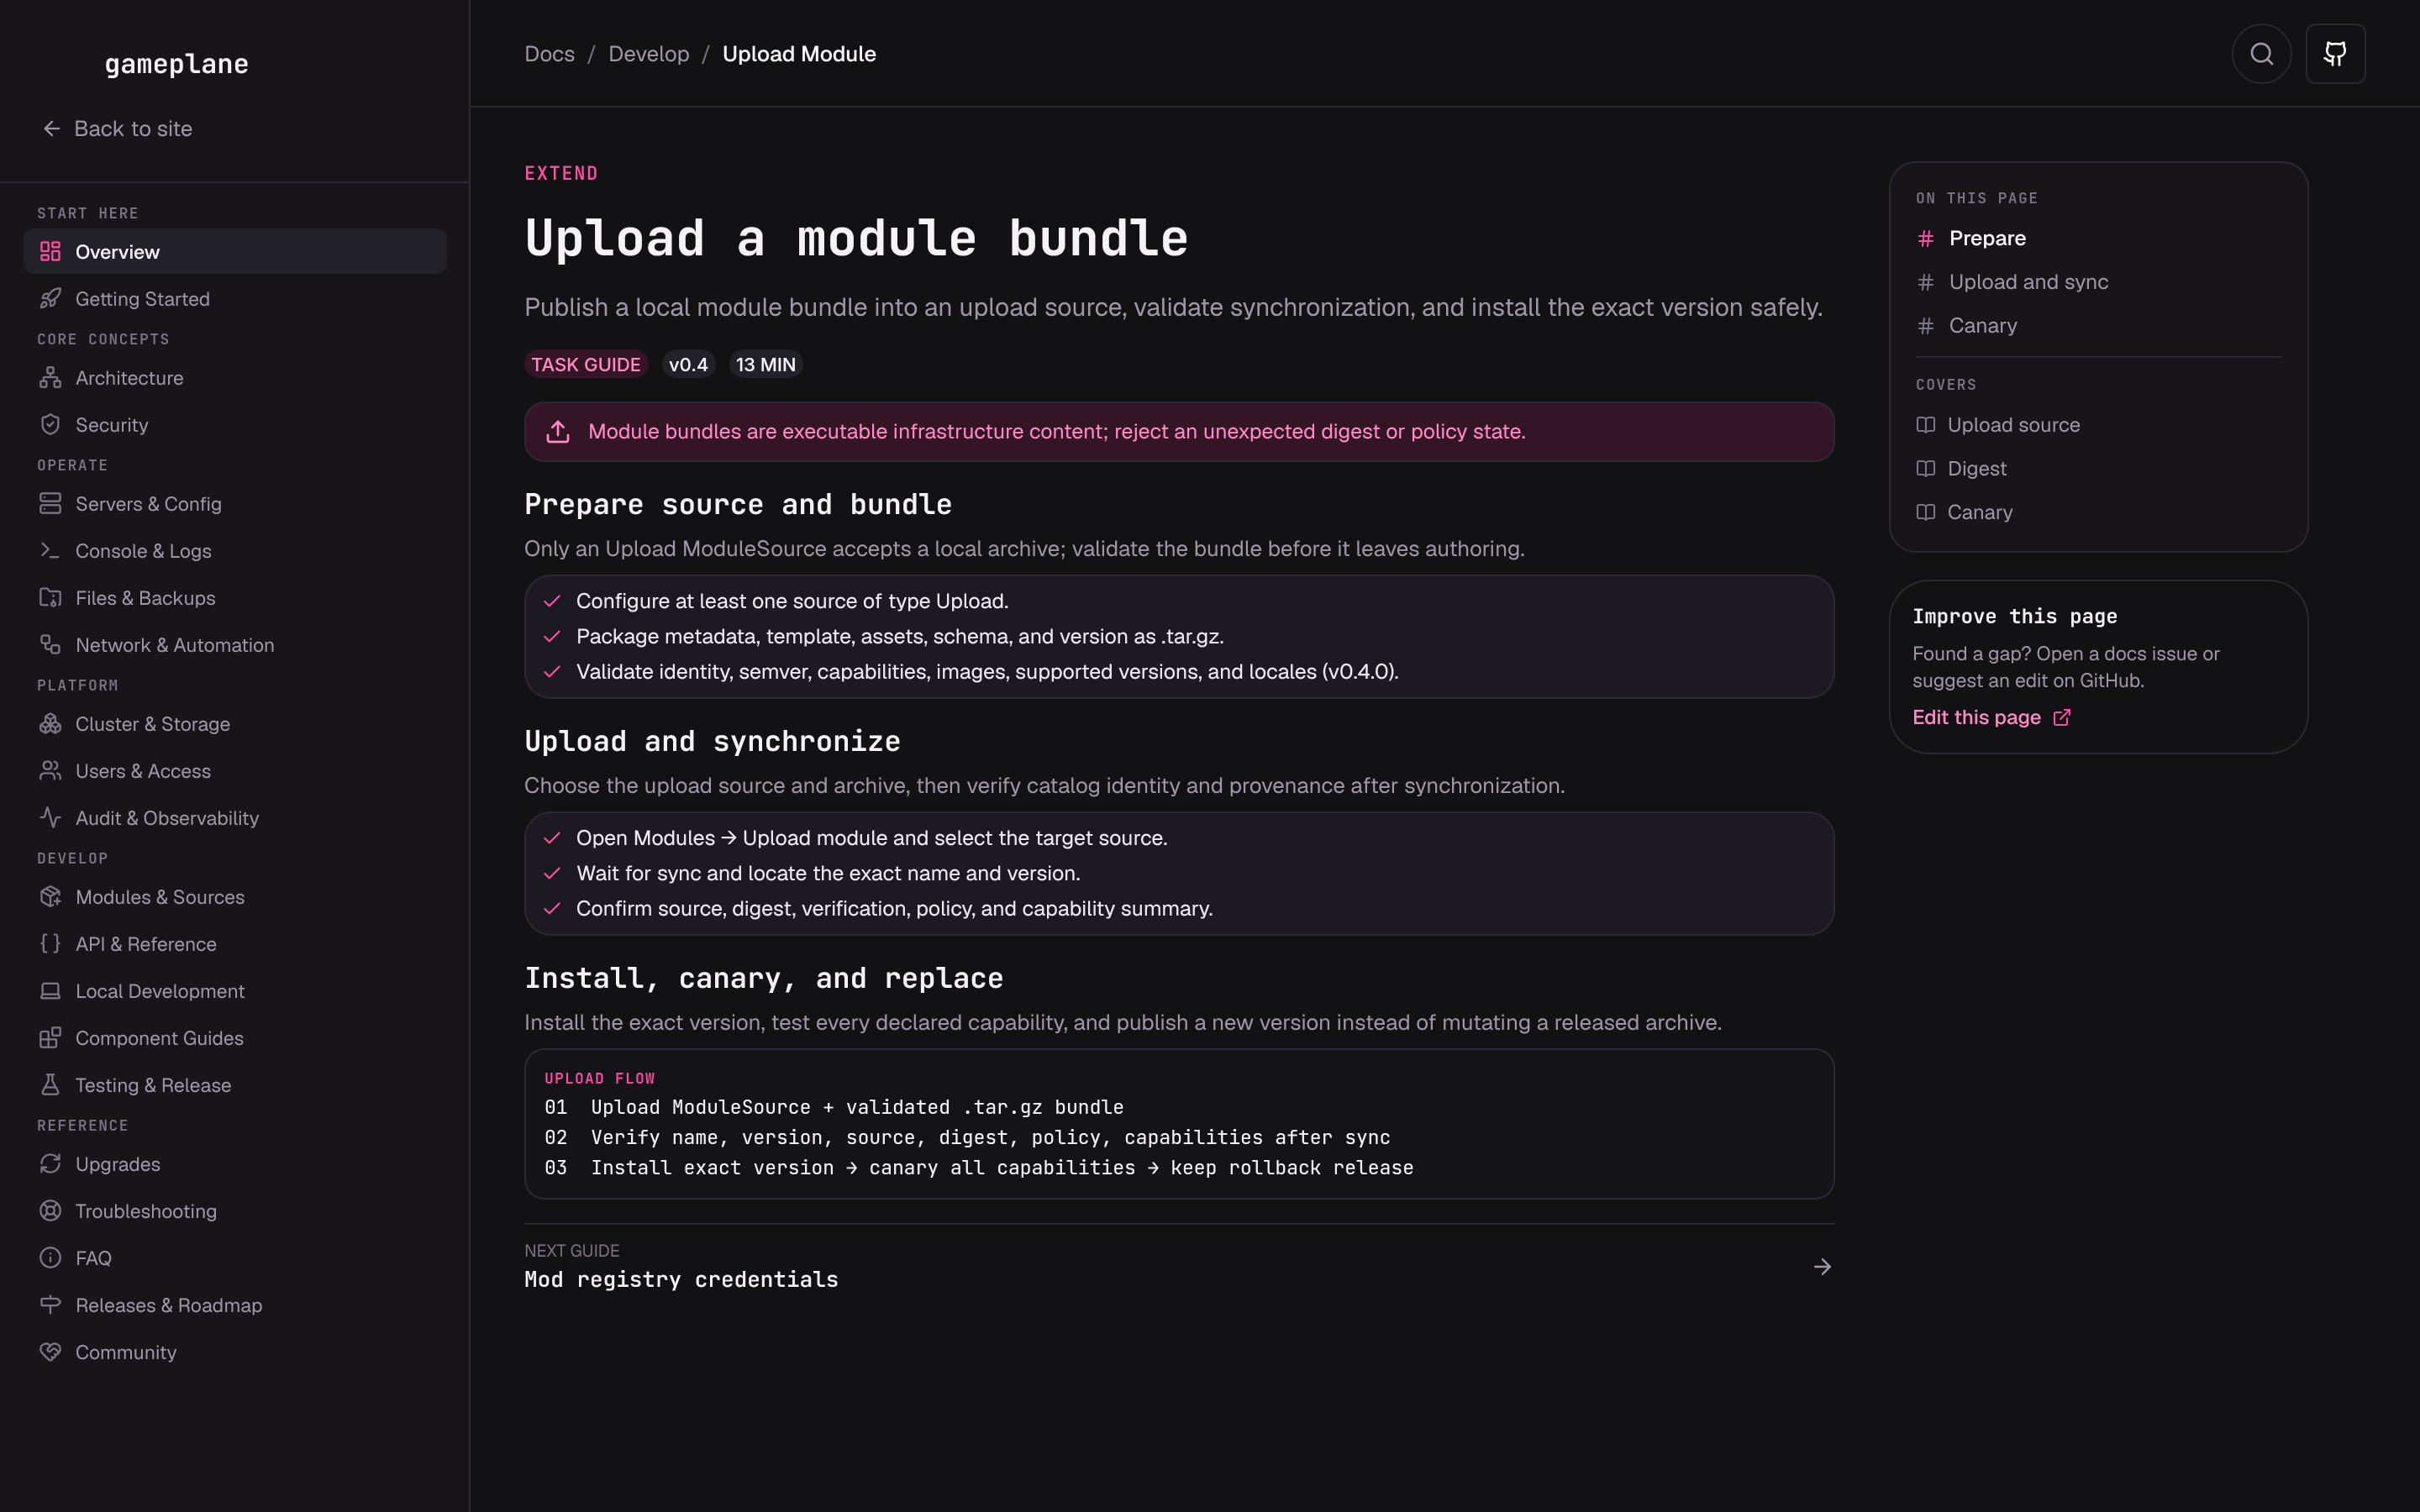 gameplane
Back to site
START HERE
Overview
Getting Started
CORE CONCEPTS
Architecture
Security
OPERATE
Servers & Config
Console & Logs
Files & Backups
Network & Automation
PLATFORM
Cluster & Storage
Users & Access
Audit & Observability
DEVELOP
Modules & Sources
API & Reference
Local Development
Component Guides
Testing & Release
REFERENCE
Upgrades
Troubleshooting
FAQ
Releases & Roadmap
Community
Docs / Develop / Upload Module
EXTEND
Upload a module bundle
Publish a local module bundle into an upload source, validate synchronization, and install the exact version safely.
TASK GUIDE v0.4 13 MIN
Module bundles are executable infrastructure content; reject an unexpected digest or policy state.
Prepare source and bundle
Only an Upload ModuleSource accepts a local archive; validate the bundle before it leaves authoring.
Configure at least one source of type Upload.
Package metadata, template, assets, schema, and version as .tar.gz.
Validate identity, semver, capabilities, images, supported versions, and locales (v0.4.0).
Upload and synchronize
Choose the upload source and archive, then verify catalog identity and provenance after synchronization.
Open Modules → Upload module and select the target source.
Wait for sync and locate the exact name and version.
Confirm source, digest, verification, policy, and capability summary.
Install, canary, and replace
Install the exact version, test every declared capability, and publish a new version instead of mutating a released archive.
UPLOAD FLOW
01 Upload ModuleSource + validated .tar.gz bundle
02 Verify name, version, source, digest, policy, capabilities after sync
03 Install exact version → canary all capabilities → keep rollback release
NEXT GUIDE
Mod registry credentials
ON THIS PAGE
# Prepare
# Upload and sync
# Canary
COVERS
Upload source
Digest
Canary
Improve this page
Found a gap? Open a docs issue or
suggest an edit on GitHub.
Edit this page